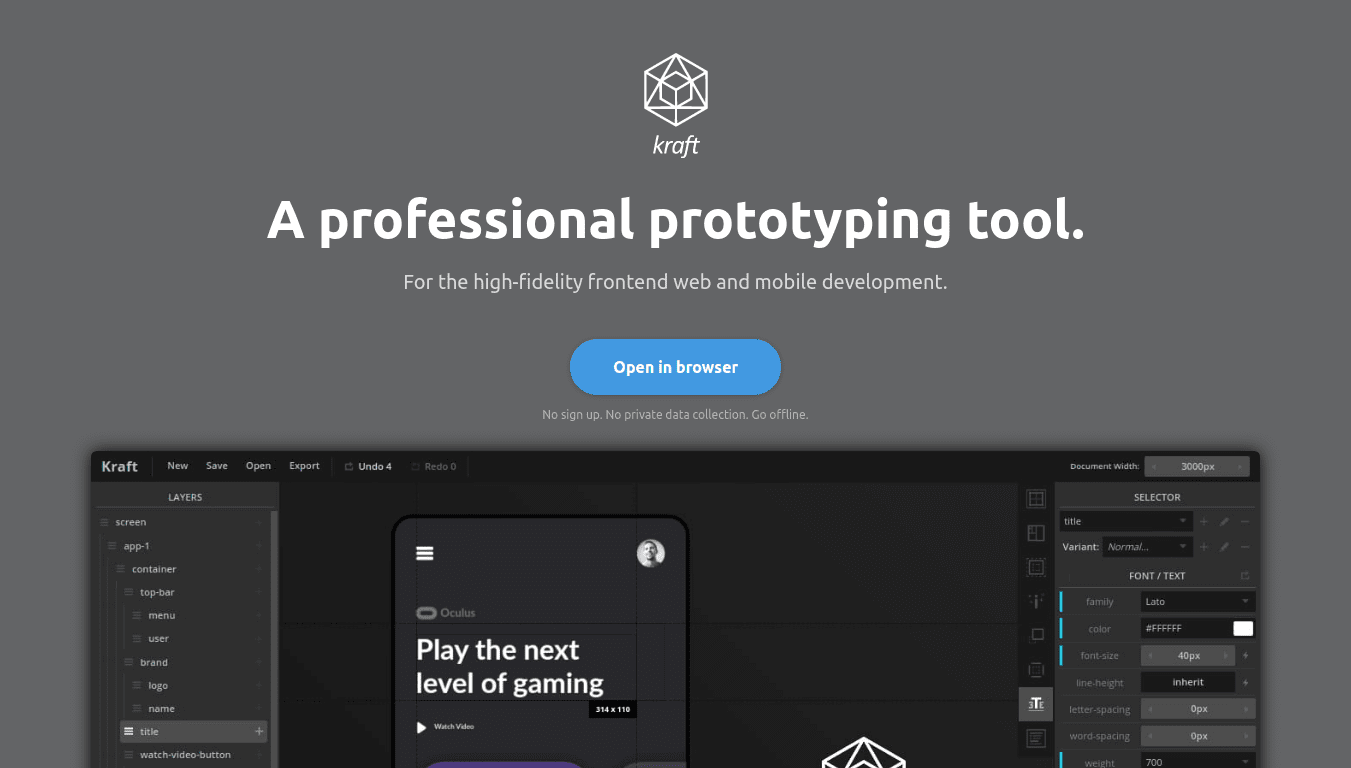 kraft
A professional prototyping tool.
For the high-fidelity frontend web and mobile development.
Open in browser
No sign up. No private data collection. Go offline.
Kraft New Save Open Export Undo 4 Redo 0 Document Width: 3000px
LAYERS
screen
app-1
container
top-bar
menu
user
brand
logo
name
title
watch-video-button
Oculus
Play the next
level of gaming
314 x 110
Watch Video
SELECTOR
title
Variant: Normal...
FONT / TEXT
family Lato
color #FFFFFF
font-size 40px
line-height inherit
letter-spacing 0px
word-spacing 0px
weight 700